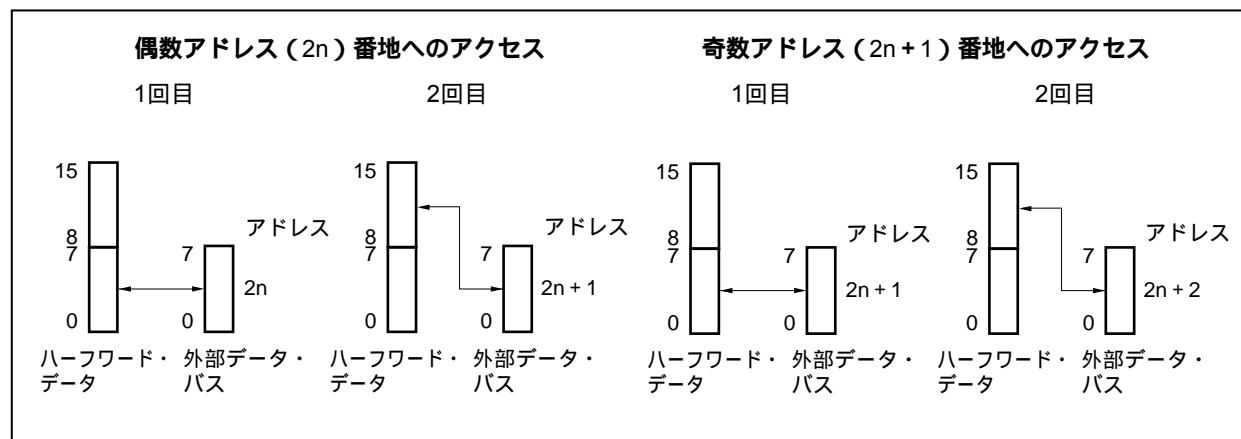 偶数アドレス（2n）番地へのアクセス
1回目
2回目
奇数アドレス（2n + 1）番地へのアクセス
1回目
2回目
15
8
7
0
7
0
アドレス
2n
ハーフワード・
データ
外部データ・
バス
15
8
7
0
7
0
アドレス
2n + 1
ハーフワード・
データ
外部データ・
バス
15
8
7
0
7
0
アドレス
2n + 1
ハーフワード・
データ
外部データ・
バス
15
8
7
0
7
0
アドレス
2n + 2
ハーフワード・
データ
外部データ・
バス